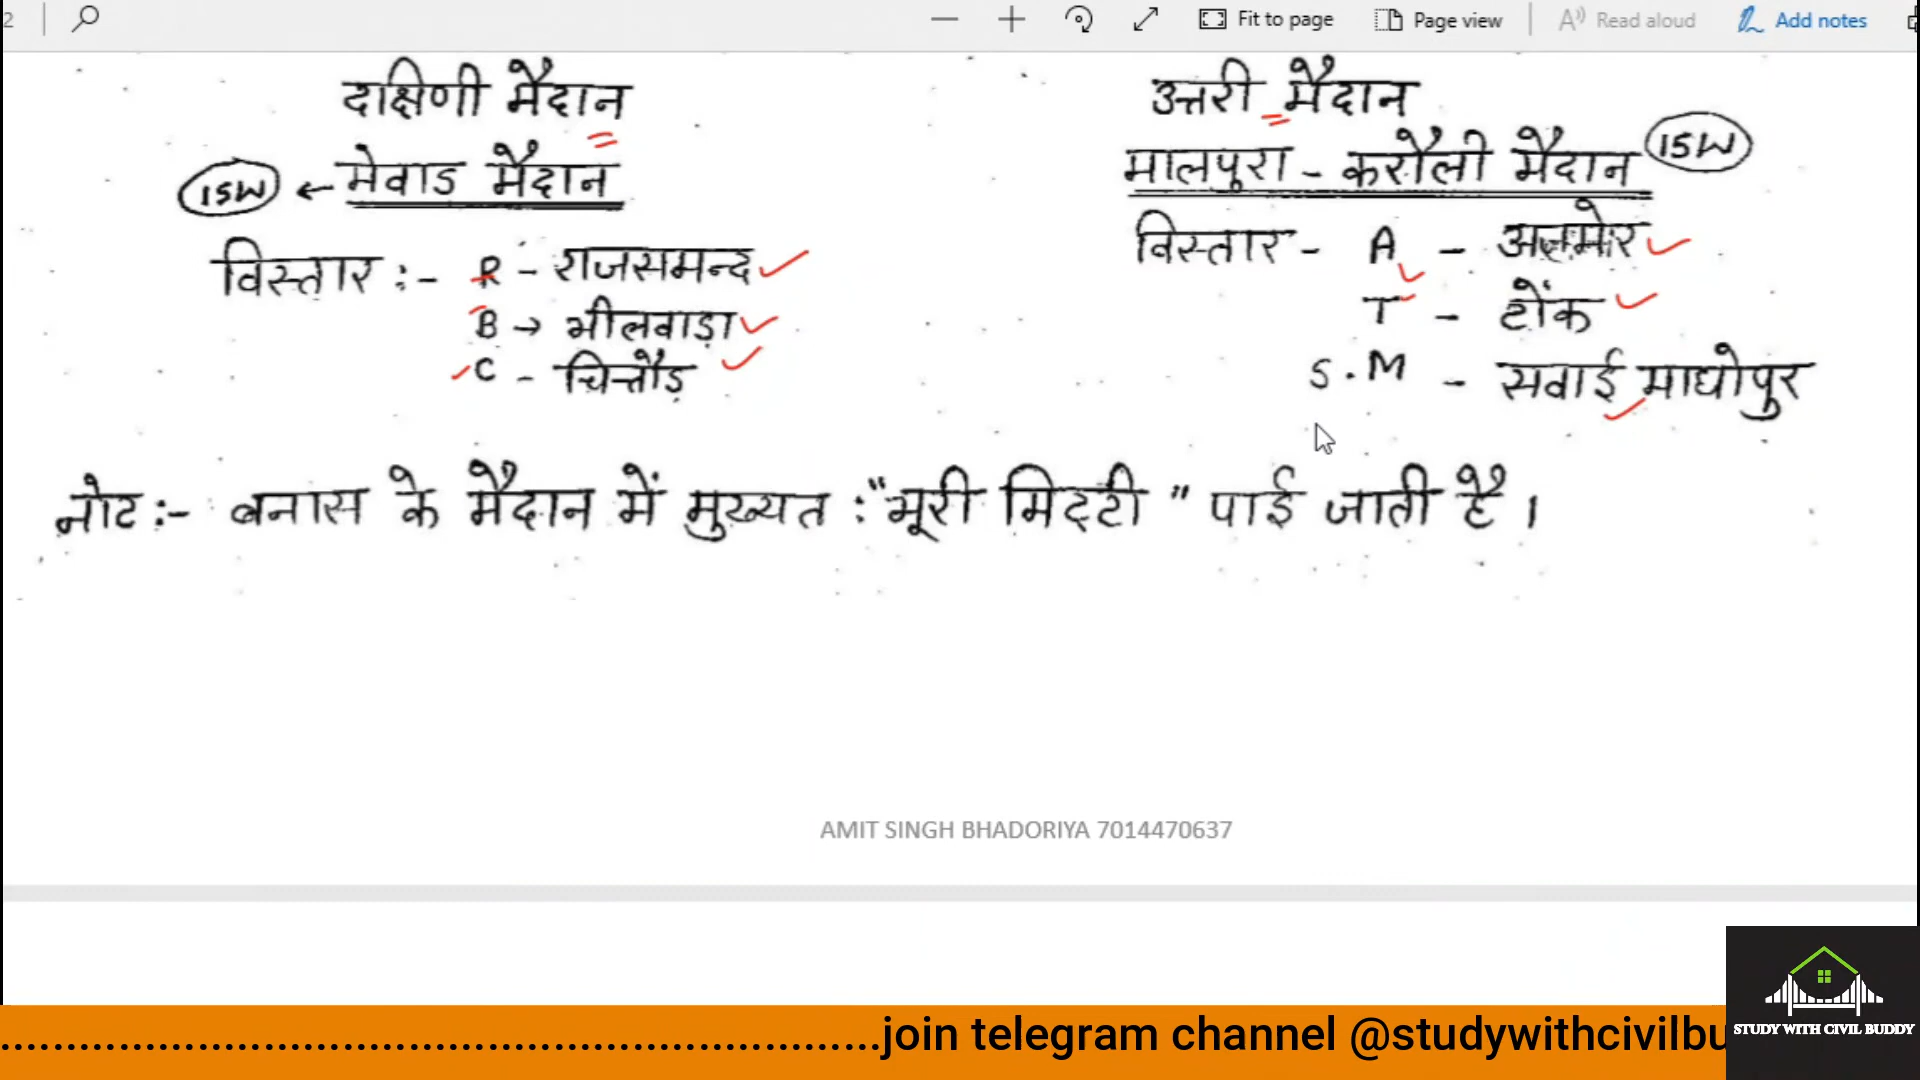 2 Fit to page Page view Read aloud Add notes
दाक्षिणी मैदान
15W ← मेवाड मैदान
विस्तार :- R - राजसमन्द
B → भीलवाड़ा
C - चित्तौड़
उत्तरी मैदान
मालपुरा - करौली मैदान 15W
विस्तार - A - अजमेर
T - टोंक
S.M - सवाई माधोपुर
नोट :- बनास के मैदान में मुख्यत : "भूरी मिट्टी" पाई जाती है ।
AMIT SINGH BHADORIYA 7014470637
STUDY WITH CIVIL BUDDY
join telegram channel @studywithcivilbu